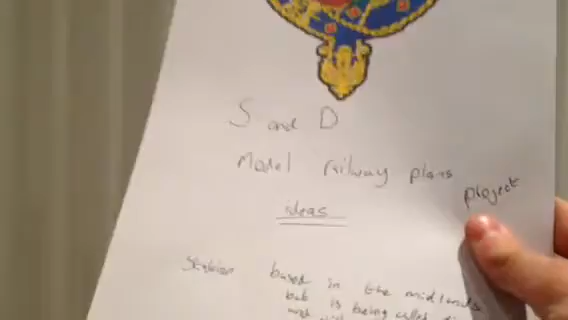 S and D
Model railway plans project
ideas
Station based in the midlands
but is being called